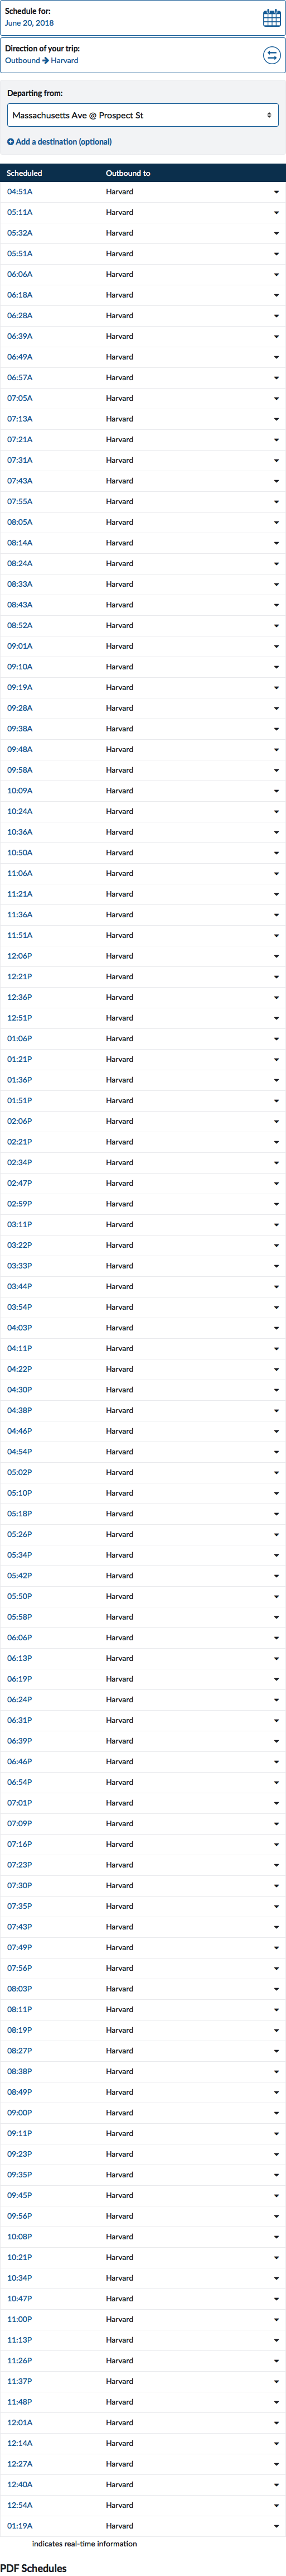 Schedule for:
June 20, 2018
Direction of your trip:
Outbound → Harvard
Departing from:
Massachusetts Ave @ Prospect St
Add a destination (optional)
Scheduled Outbound to
04:51A Harvard
05:11A Harvard
05:32A Harvard
05:51A Harvard
06:06A Harvard
06:18A Harvard
06:28A Harvard
06:39A Harvard
06:49A Harvard
06:57A Harvard
07:05A Harvard
07:13A Harvard
07:21A Harvard
07:31A Harvard
07:43A Harvard
07:55A Harvard
08:05A Harvard
08:14A Harvard
08:24A Harvard
08:33A Harvard
08:43A Harvard
08:52A Harvard
09:01A Harvard
09:10A Harvard
09:19A Harvard
09:28A Harvard
09:38A Harvard
09:48A Harvard
09:58A Harvard
10:09A Harvard
10:24A Harvard
10:36A Harvard
10:50A Harvard
11:06A Harvard
11:21A Harvard
11:36A Harvard
11:51A Harvard
12:06P Harvard
12:21P Harvard
12:36P Harvard
12:51P Harvard
01:06P Harvard
01:21P Harvard
01:36P Harvard
01:51P Harvard
02:06P Harvard
02:21P Harvard
02:34P Harvard
02:47P Harvard
02:59P Harvard
03:11P Harvard
03:22P Harvard
03:33P Harvard
03:44P Harvard
03:54P Harvard
04:03P Harvard
04:11P Harvard
04:22P Harvard
04:30P Harvard
04:38P Harvard
04:46P Harvard
04:54P Harvard
05:02P Harvard
05:10P Harvard
05:18P Harvard
05:26P Harvard
05:34P Harvard
05:42P Harvard
05:50P Harvard
05:58P Harvard
06:06P Harvard
06:13P Harvard
06:19P Harvard
06:24P Harvard
06:31P Harvard
06:39P Harvard
06:46P Harvard
06:54P Harvard
07:01P Harvard
07:09P Harvard
07:16P Harvard
07:23P Harvard
07:30P Harvard
07:35P Harvard
07:43P Harvard
07:49P Harvard
07:56P Harvard
08:03P Harvard
08:11P Harvard
08:19P Harvard
08:27P Harvard
08:38P Harvard
08:49P Harvard
09:00P Harvard
09:11P Harvard
09:23P Harvard
09:35P Harvard
09:45P Harvard
09:56P Harvard
10:08P Harvard
10:21P Harvard
10:34P Harvard
10:47P Harvard
11:00P Harvard
11:13P Harvard
11:26P Harvard
11:37P Harvard
11:48P Harvard
12:01A Harvard
12:14A Harvard
12:27A Harvard
12:40A Harvard
12:54A Harvard
01:19A Harvard
indicates real-time information
PDF Schedules